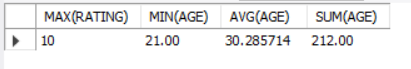 MAX(RATING) MIN(AGE) AVG(AGE) SUM(AGE)
10 21.00 30.285714 212.00